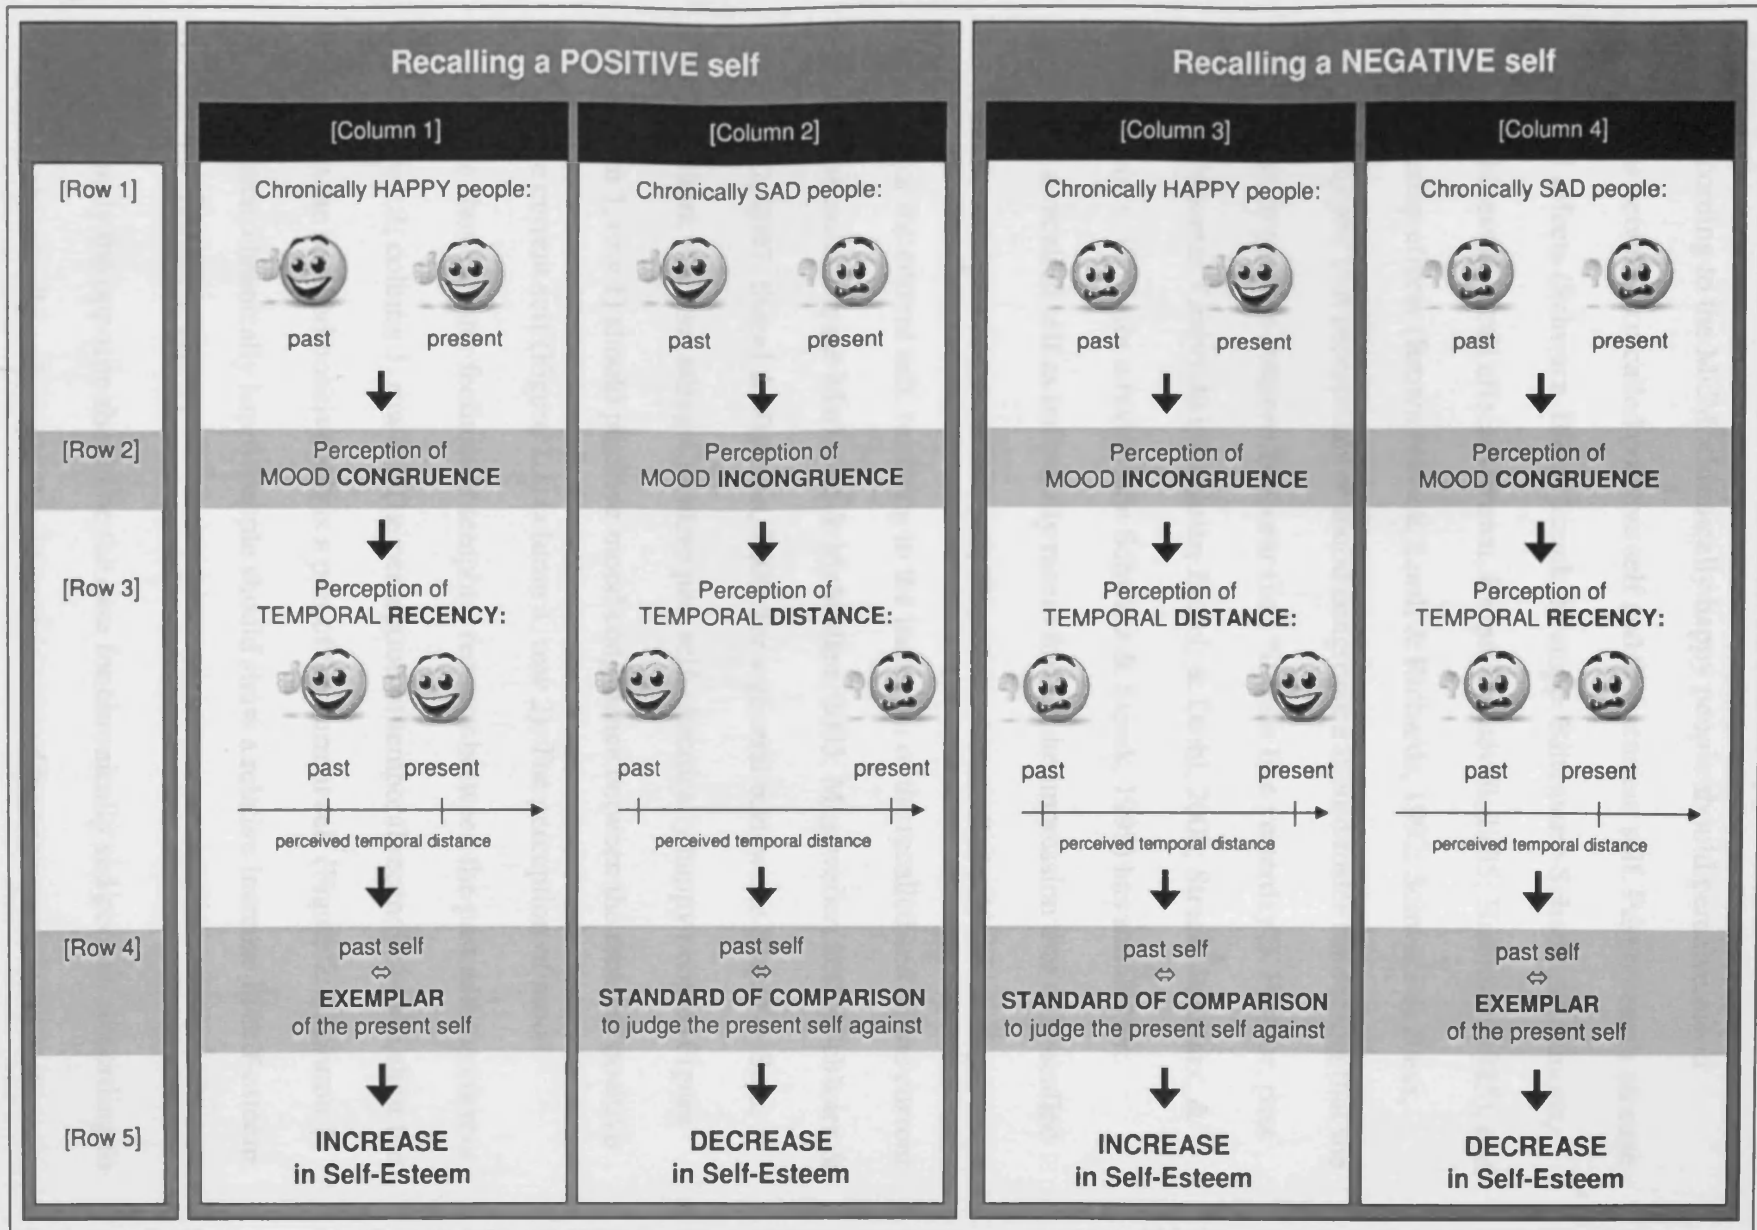 Recalling a POSITIVE self
Recalling a NEGATIVE self
[Column 1]
[Column 2]
[Column 3]
[Column 4]
[Row 1]
Chronically HAPPY people:
Chronically SAD people:
Chronically HAPPY people:
Chronically SAD people:
past present
past present
past present
past present
[Row 2]
Perception of
MOOD CONGRUENCE
Perception of
MOOD INCONGRUENCE
Perception of
MOOD INCONGRUENCE
Perception of
MOOD CONGRUENCE
[Row 3]
Perception of
TEMPORAL RECENCY:
past present
perceived temporal distance
Perception of
TEMPORAL DISTANCE:
past present
perceived temporal distance
Perception of
TEMPORAL DISTANCE:
past present
perceived temporal distance
Perception of
TEMPORAL RECENCY:
past present
perceived temporal distance
[Row 4]
past self
⇔
EXEMPLAR
of the present self
past self
⇔
STANDARD OF COMPARISON
to judge the present self against
past self
⇔
STANDARD OF COMPARISON
to judge the present self against
past self
⇔
EXEMPLAR
of the present self
[Row 5]
INCREASE
in Self-Esteem
DECREASE
in Self-Esteem
INCREASE
in Self-Esteem
DECREASE
in Self-Esteem